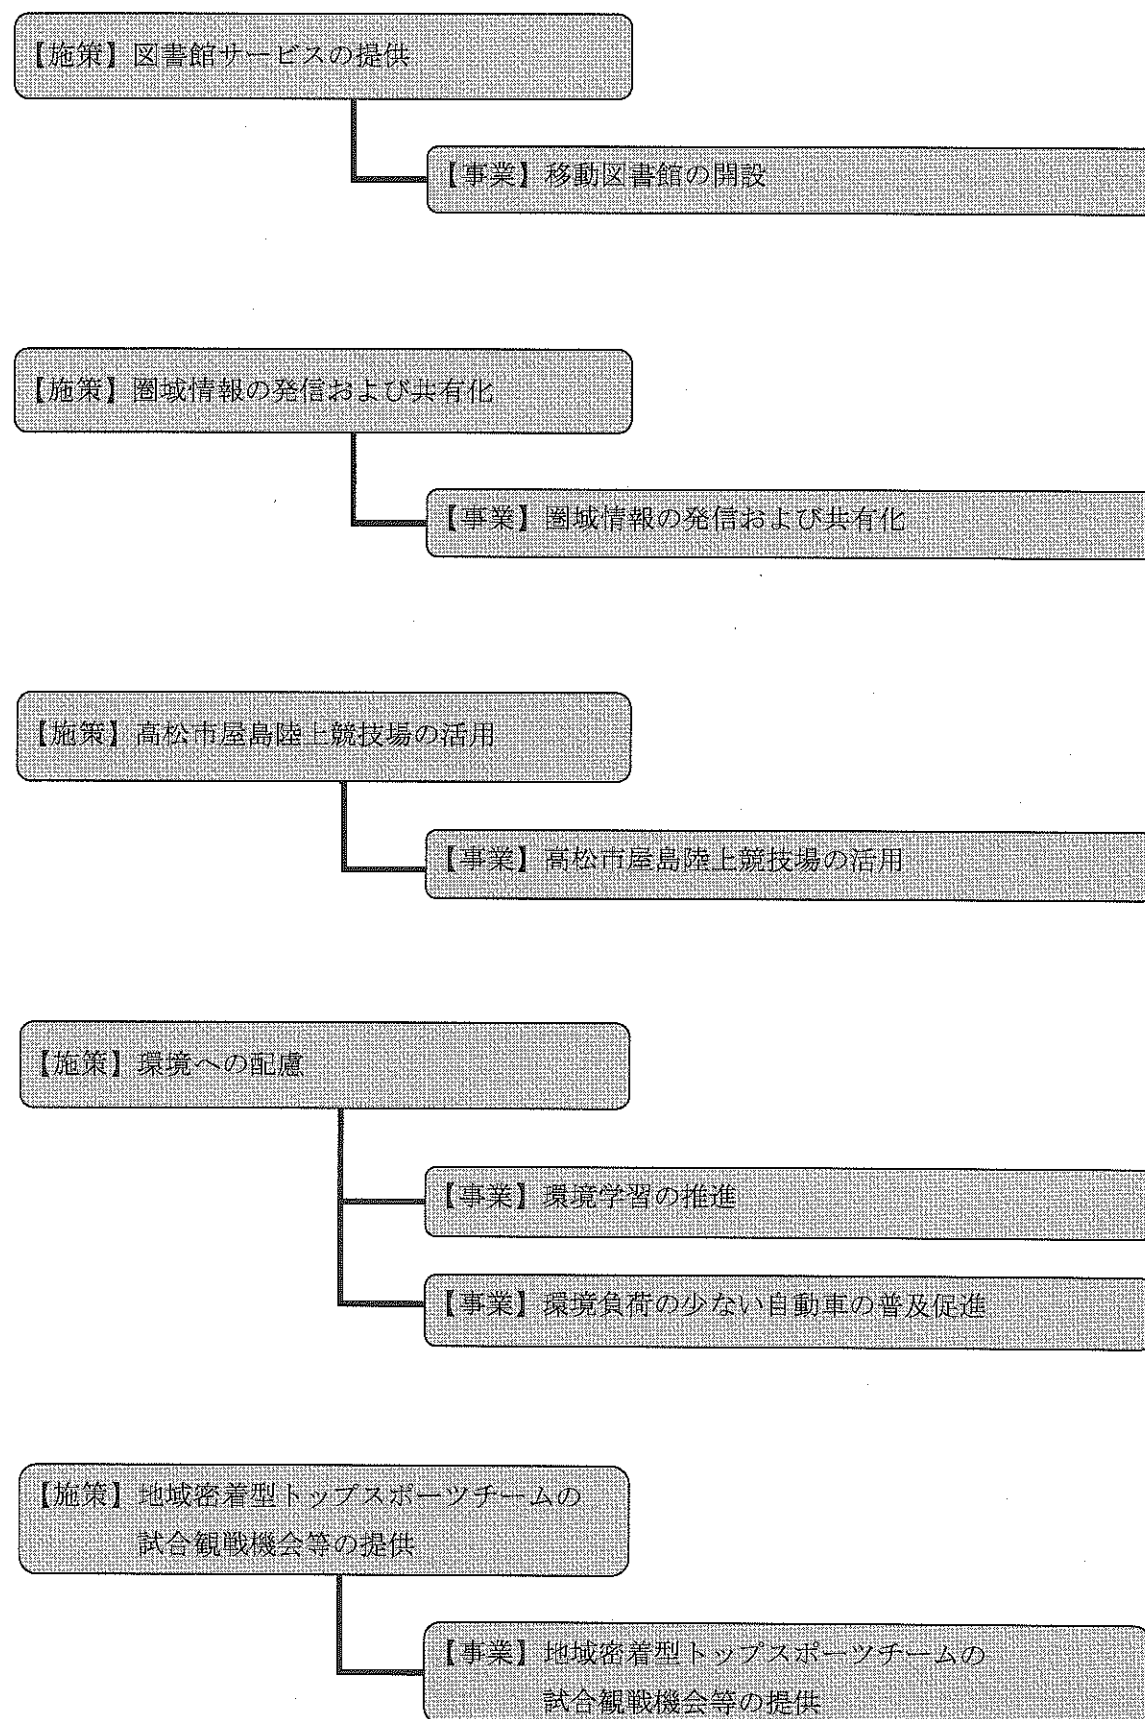 【施策】図書館サービスの提供
【事業】移動図書館の開設
【施策】圏域情報の発信および共有化
【事業】圏域情報の発信および共有化
【施策】高松市屋島陸上競技場の活用
【事業】高松市屋島陸上競技場の活用
【施策】環境への配慮
【事業】環境学習の推進
【事業】環境負荷の少ない自動車の普及促進
【施策】地域密着型トップスポーツチームの
試合観戦機会等の提供
【事業】地域密着型トップスポーツチームの
試合観戦機会等の提供